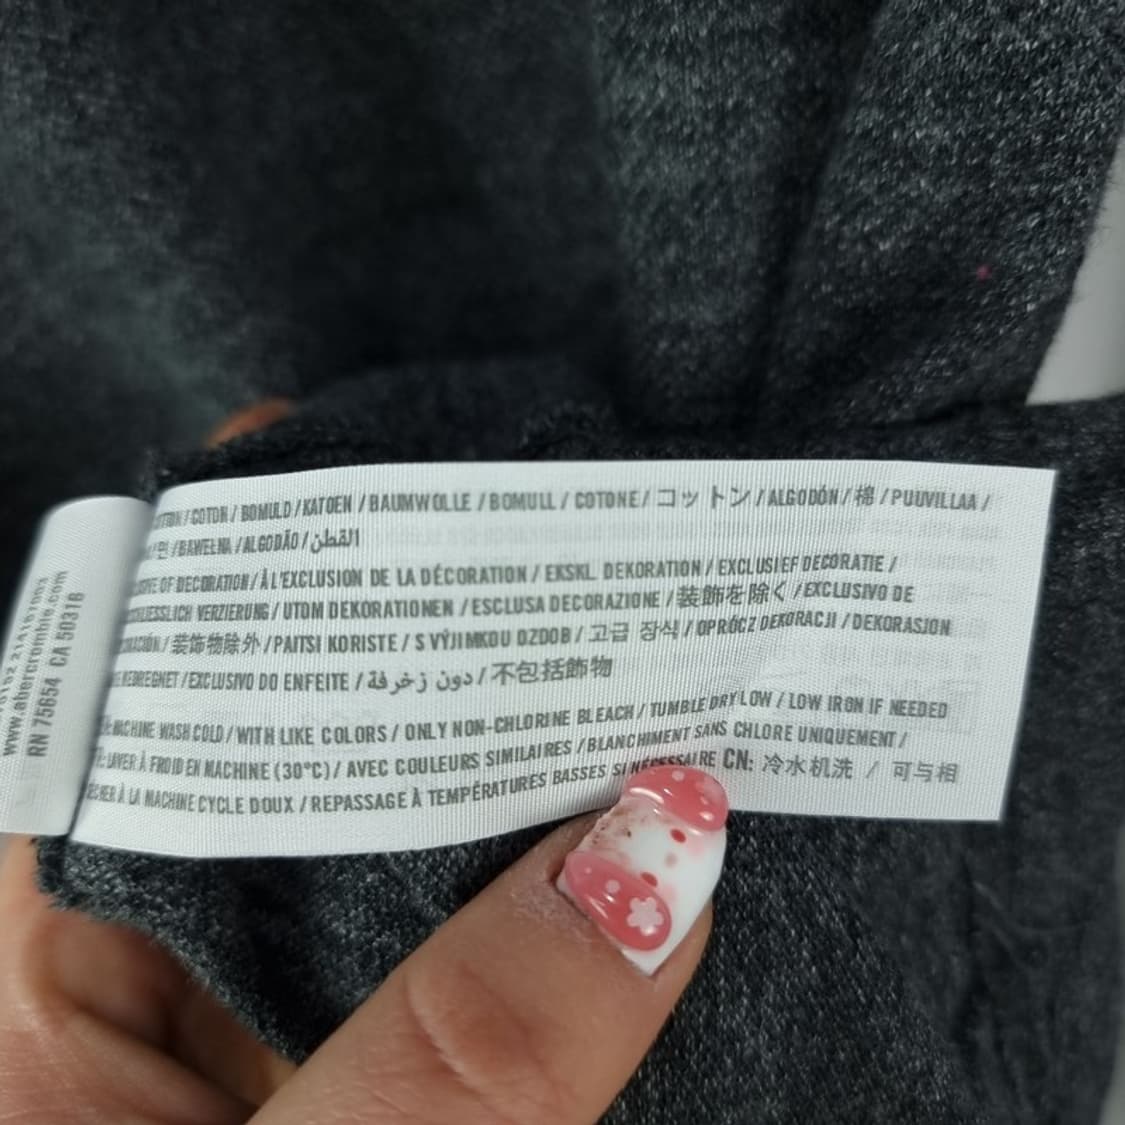 COTON / BOMULD / KATOEN / BAUMWOLLE / BOMULL / COTONE / コットン / ALGODÓN / 棉 / PUUVILLAA /
/ BAWEŁNA / ALGODÃO / القطن
OF DECORATION / À L'EXCLUSION DE LA DÉCORATION / EKSKL. DEKORATION / EXCLUSIEF DECORATIE /
VERZIERUNG / UTOM DEKORATIONEN / ESCLUSA DECORAZIONE / 装飾を除く / EXCLUSIVO DE
/ 装饰物除外 / PAITSI KORISTE / S VÝJIMKOU OZDOB / 고급 장식 / OPRÓCZ DEKORACJI / DEKORASJON
/ EXCLUSIVO DO ENFEITE / دون زخرفة / 不包括飾物
MACHINE WASH COLD / WITH LIKE COLORS / ONLY NON-CHLORINE BLEACH / TUMBLE DRY LOW / LOW IRON IF NEEDED
LAVER À FROID EN MACHINE (30°C) / AVEC COULEURS SIMILAIRES / BLANCHIMENT SANS CHLORE UNIQUEMENT /
À LA MACHINE CYCLE DOUX / REPASSAGE À TEMPÉRATURES BASSES SI NÉCESSAIRE CN: 冷水机洗 / 可与相
www.abercrombie.com
RN 75654 CA 50318